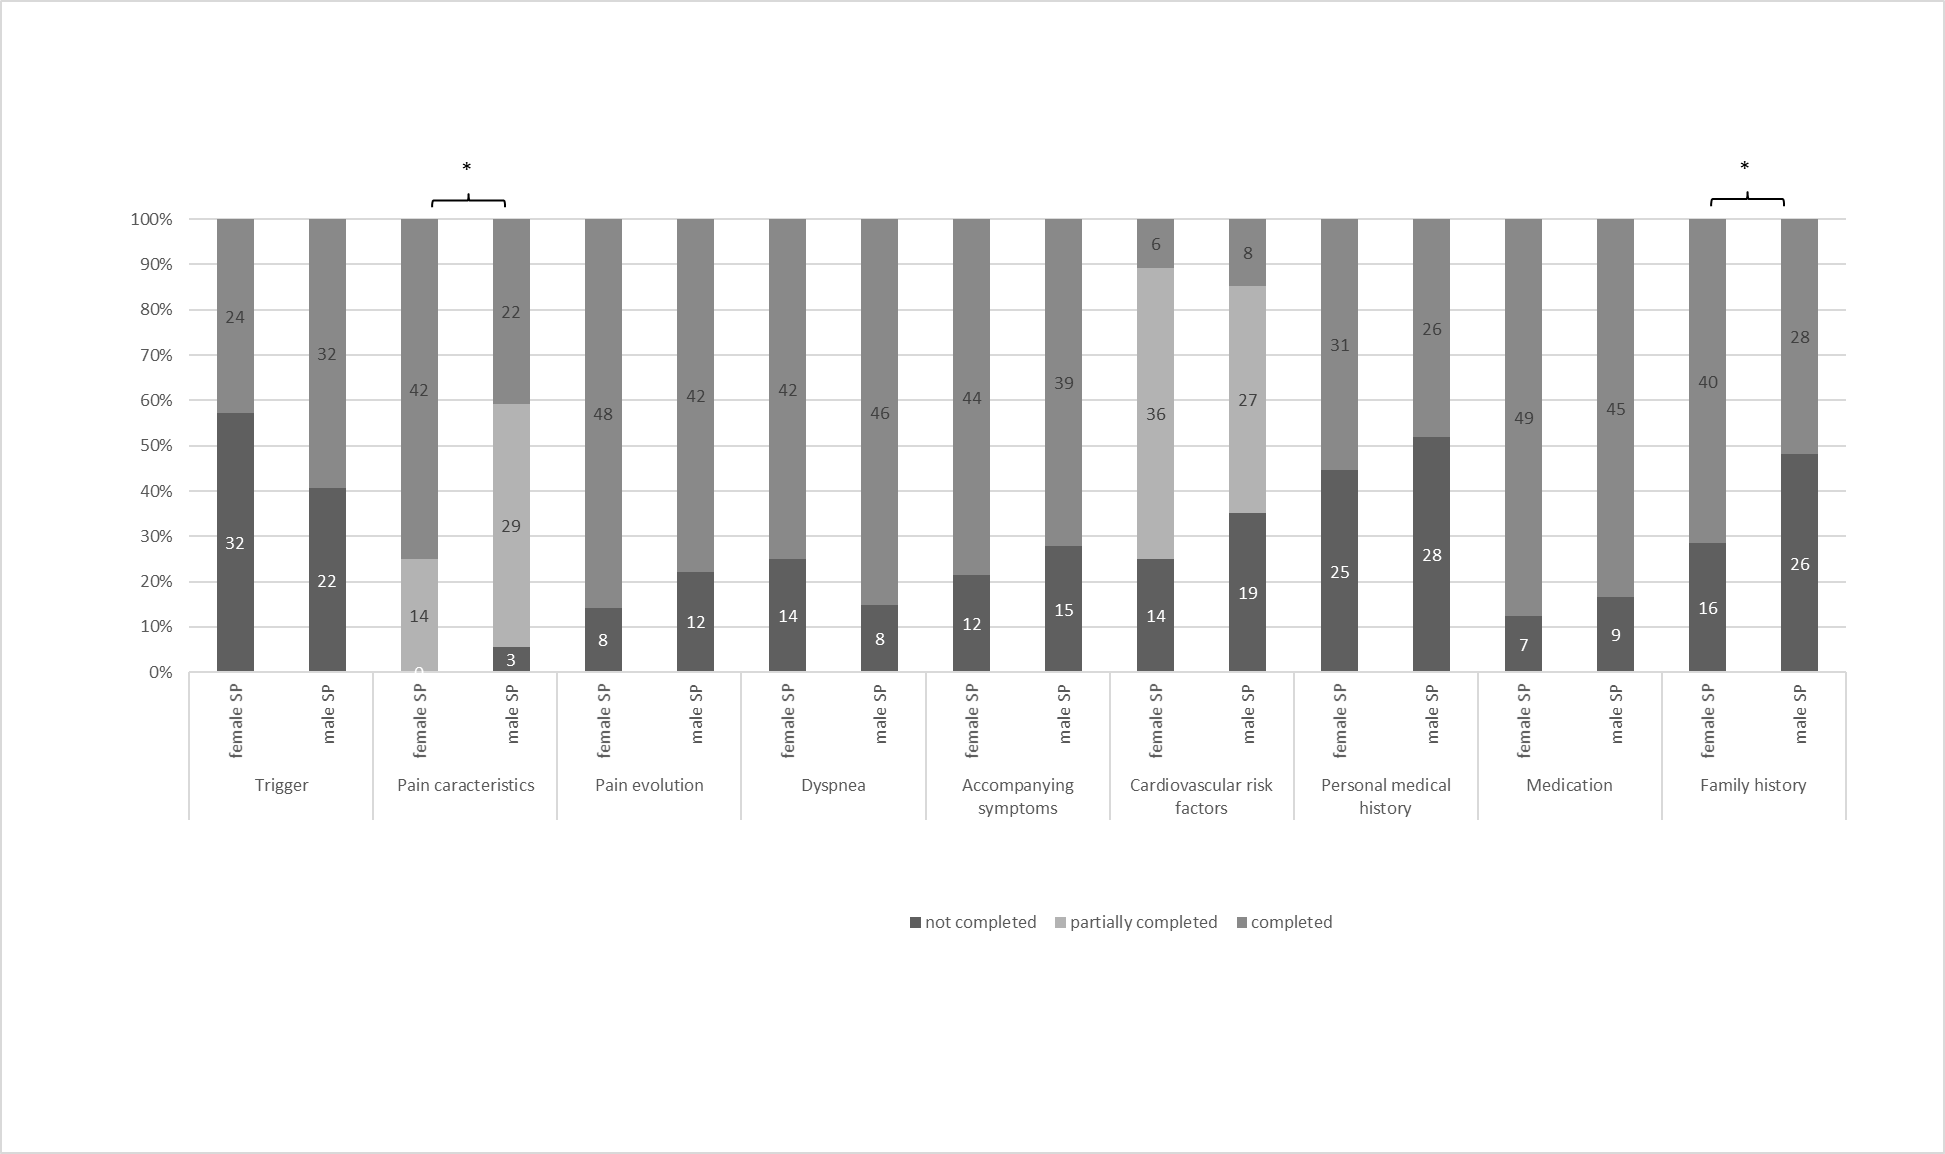 * *
100%
90%
80%
70%
60%
50%
40%
30%
20%
10%
0%
24 32 42 22 48 42 42 46 44 39 6 8 31 26 49 45 40 28
14 29 36 27
32 22 0 3 8 12 14 8 12 15 14 19 25 28 7 9 16 26
female SP male SP female SP male SP female SP male SP female SP male SP female SP male SP female SP male SP female SP male SP female SP male SP female SP male SP
Trigger Pain caracteristics Pain evolution Dyspnea Accompanying Cardiovascular risk Personal medical Medication Family history
symptoms factors history
not completed partially completed completed